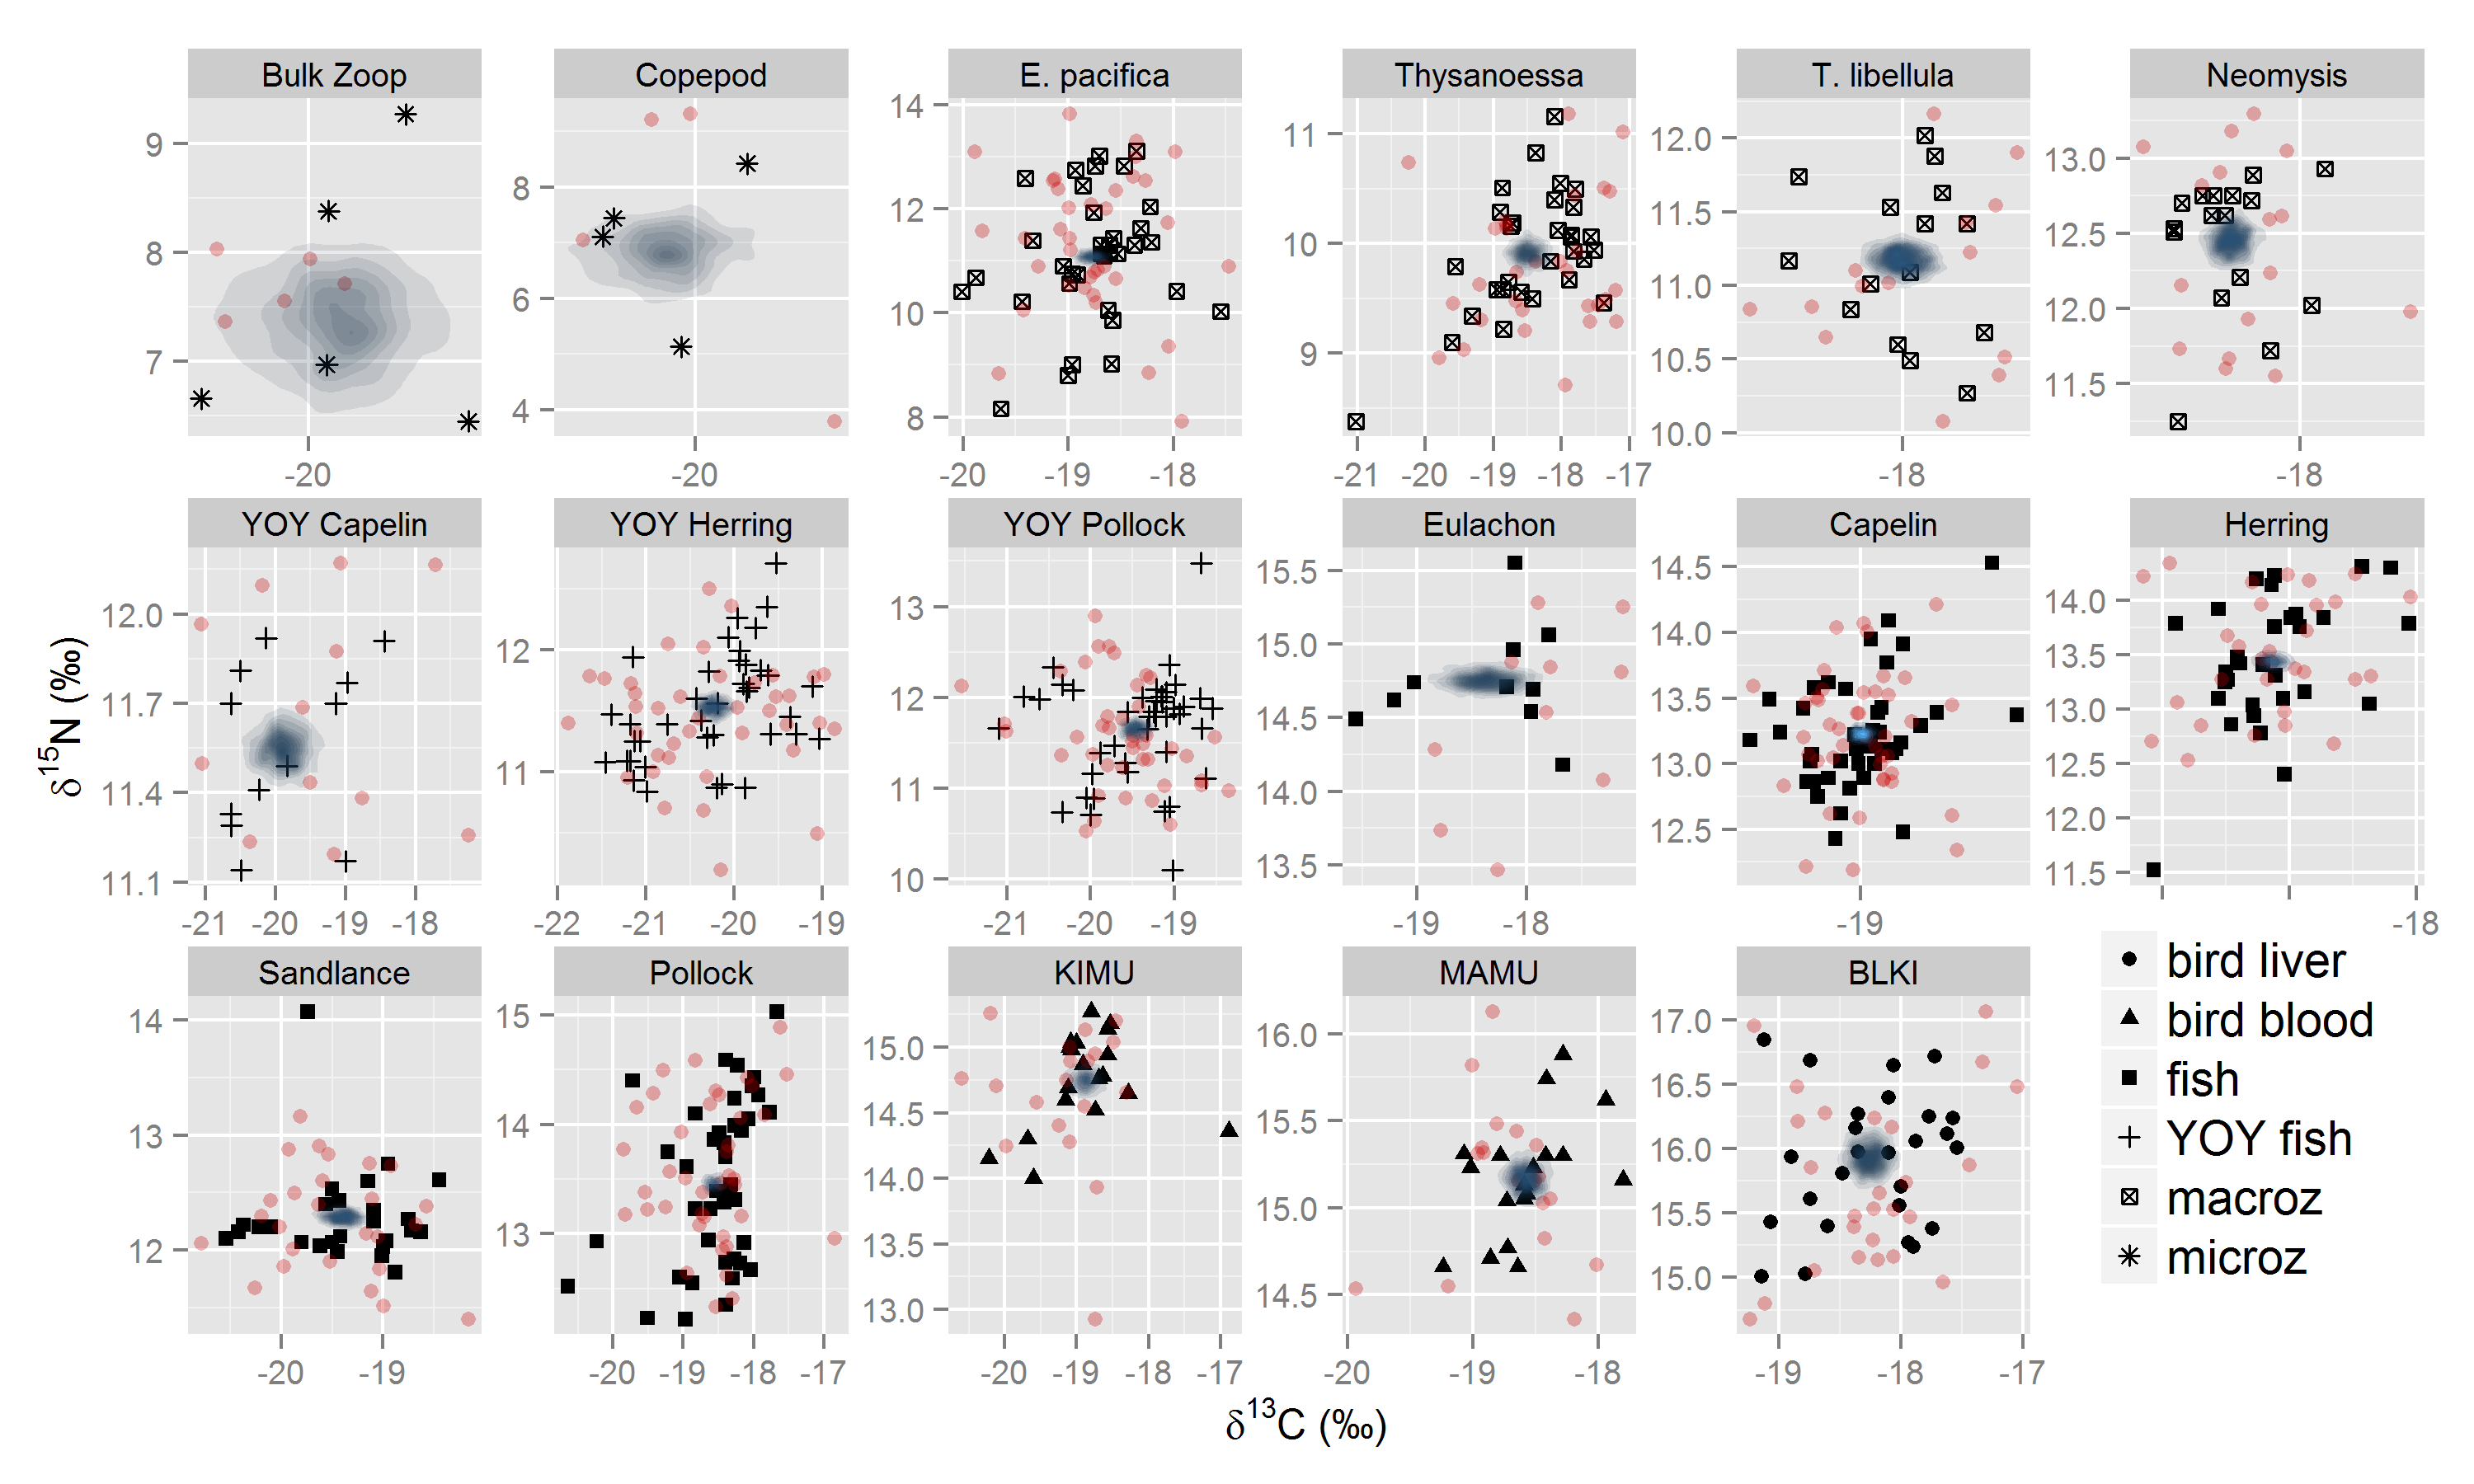 Bulk Zoop Copepod E. pacifica Thysanoessa T. libellula Neomysis
9 8 7
8 6 4
14 12 10 8
11 10 9
12.0 11.5 11.0 10.5 10.0
13.0 12.5 12.0 11.5
-20 -20 -20 -19 -18 -21 -20 -19 -18 -17 -18 -18
YOY Capelin YOY Herring YOY Pollock Eulachon Capelin Herring
12.0 11.7 11.4 11.1
12 11
13 12 11 10
15.5 15.0 14.5 14.0 13.5
14.5 14.0 13.5 13.0 12.5
14.0 13.5 13.0 12.5 12.0 11.5
-21 -20 -19 -18 -22 -21 -20 -19 -21 -20 -19 -19 -18 -19 -18
δ15N (‰)
Sandlance Pollock KIMU MAMU BLKI
14 13 12
15 14 13
15.0 14.5 14.0 13.5 13.0
16.0 15.5 15.0 14.5
17.0 16.5 16.0 15.5 15.0
-20 -19 -20 -19 -18 -17 -20 -19 -18 -17 -20 -19 -18 -19 -18 -17
δ13C (‰)
bird liver
bird blood
fish
YOY fish
macroz
microz